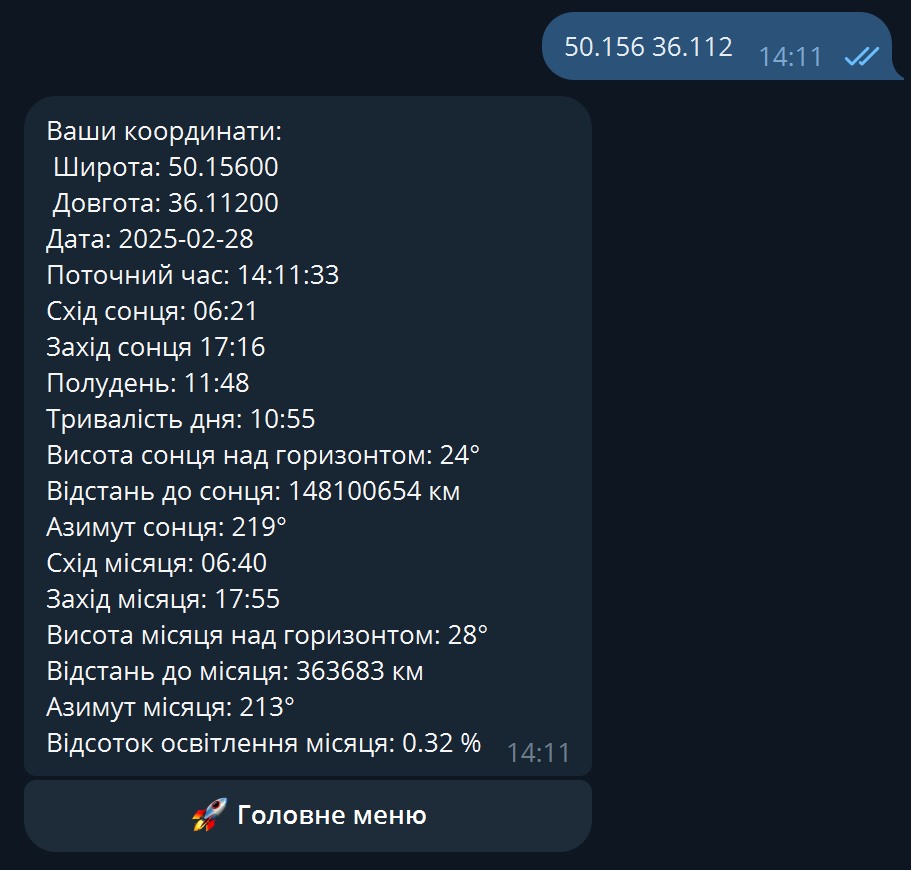 50.156 36.112 14:11
Ваши координати:
Широта: 50.15600
Довгота: 36.11200
Дата: 2025-02-28
Поточний час: 14:11:33
Схід сонця: 06:21
Захід сонця 17:16
Полудень: 11:48
Тривалість дня: 10:55
Висота сонця над горизонтом: 24°
Відстань до сонця: 148100654 км
Азимут сонця: 219°
Схід місяця: 06:40
Захід місяця: 17:55
Висота місяця над горизонтом: 28°
Відстань до місяця: 363683 км
Азимут місяця: 213°
Відсоток освітлення місяця: 0.32 % 14:11
🚀 Головне меню